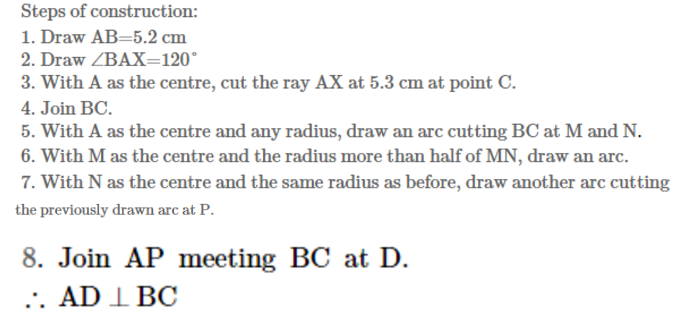 Steps of construction:
1. Draw AB=5.2 cm
2. Draw ∠BAX=120°
3. With A as the centre, cut the ray AX at 5.3 cm at point C.
4. Join BC.
5. With A as the centre and any radius, draw an arc cutting BC at M and N.
6. With M as the centre and the radius more than half of MN, draw an arc.
7. With N as the centre and the same radius as before, draw another arc cutting
the previously drawn arc at P.
8. Join AP meeting BC at D.
∴ AD ⊥ BC